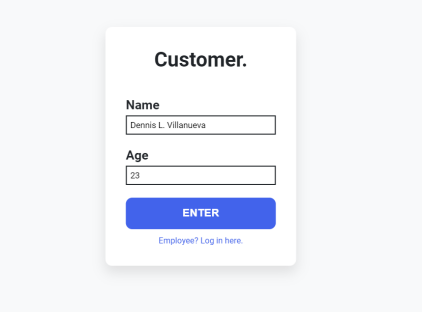 Customer.
Name
Dennis L. Villanueva
Age
23
ENTER
Employee? Log in here.